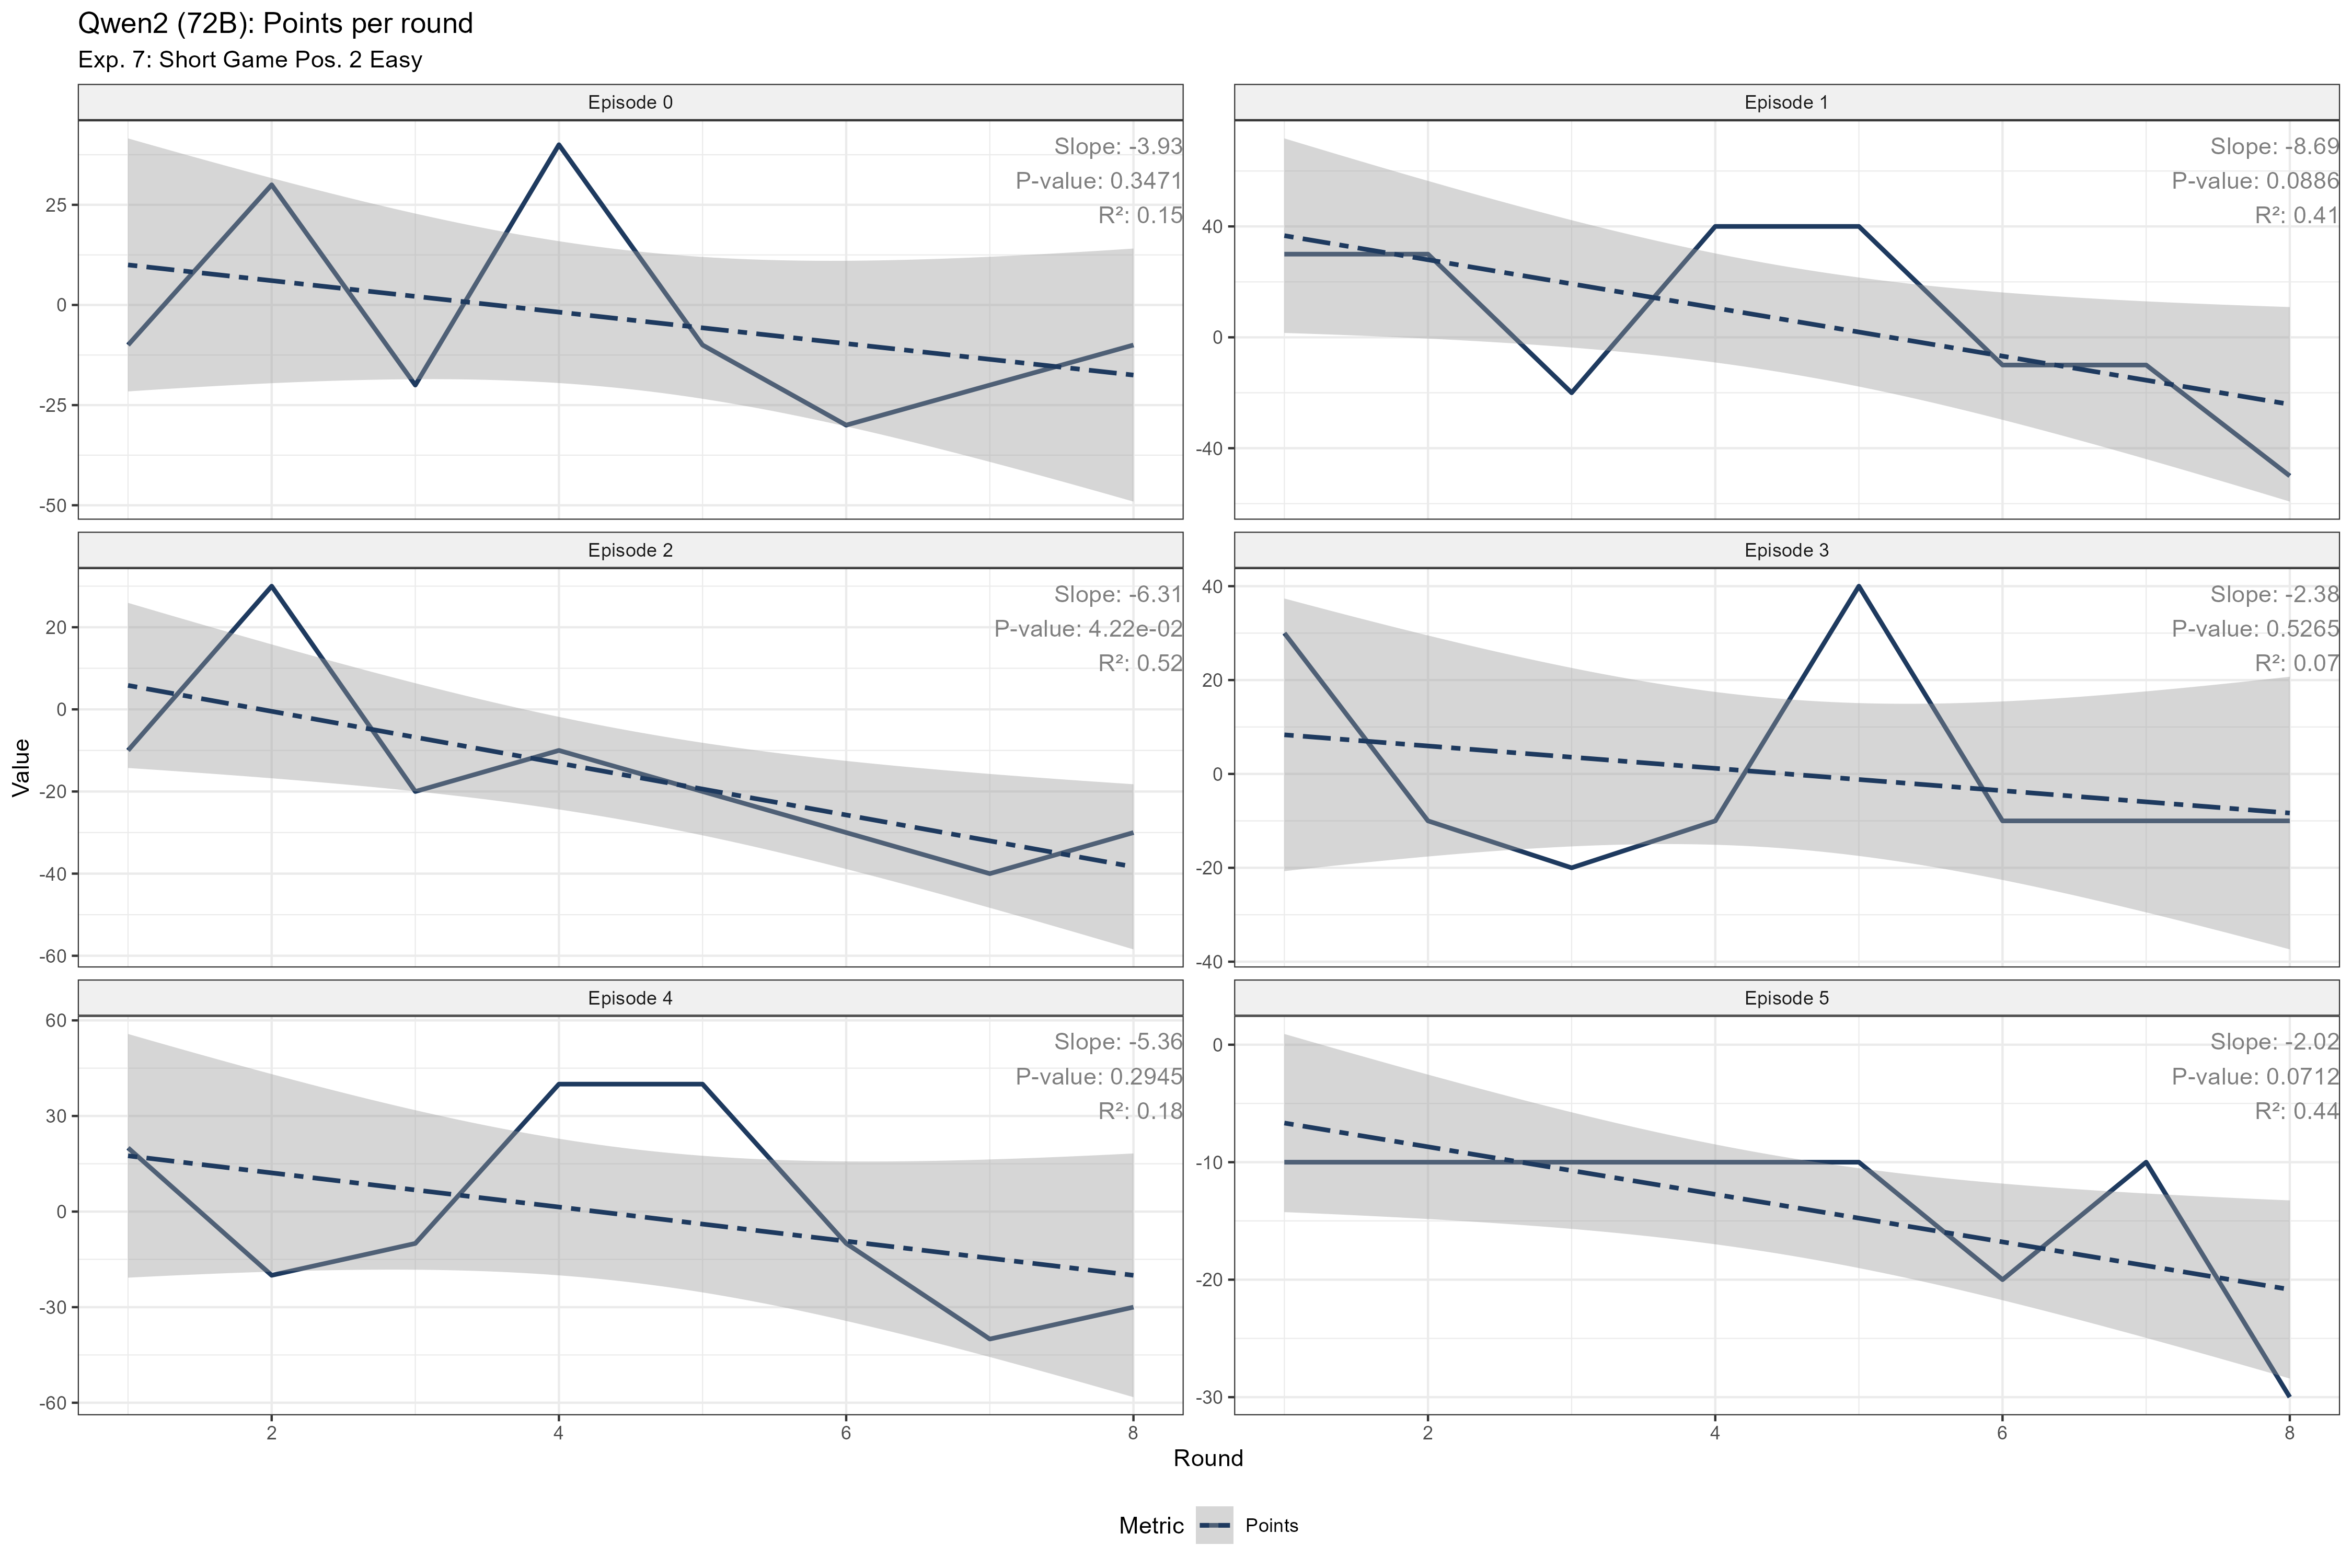 Qwen2 (72B): Points per round
Exp. 7: Short Game Pos. 2 Easy
Episode 0
Slope: -3.93
P-value: 0.3471
R²: 0.15
25
0
-25
-50
Episode 1
Slope: -8.69
P-value: 0.0886
R²: 0.41
40
0
-40
Episode 2
Slope: -6.31
P-value: 4.22e-02
R²: 0.52
20
0
-20
-40
-60
Episode 3
Slope: -2.38
P-value: 0.5265
R²: 0.07
40
20
0
-20
-40
Episode 4
Slope: -5.36
P-value: 0.2945
R²: 0.18
60
30
0
-30
-60
2 4 6 8
Episode 5
Slope: -2.02
P-value: 0.0712
R²: 0.44
0
-10
-20
-30
2 4 6 8
Value
Round
Metric Points